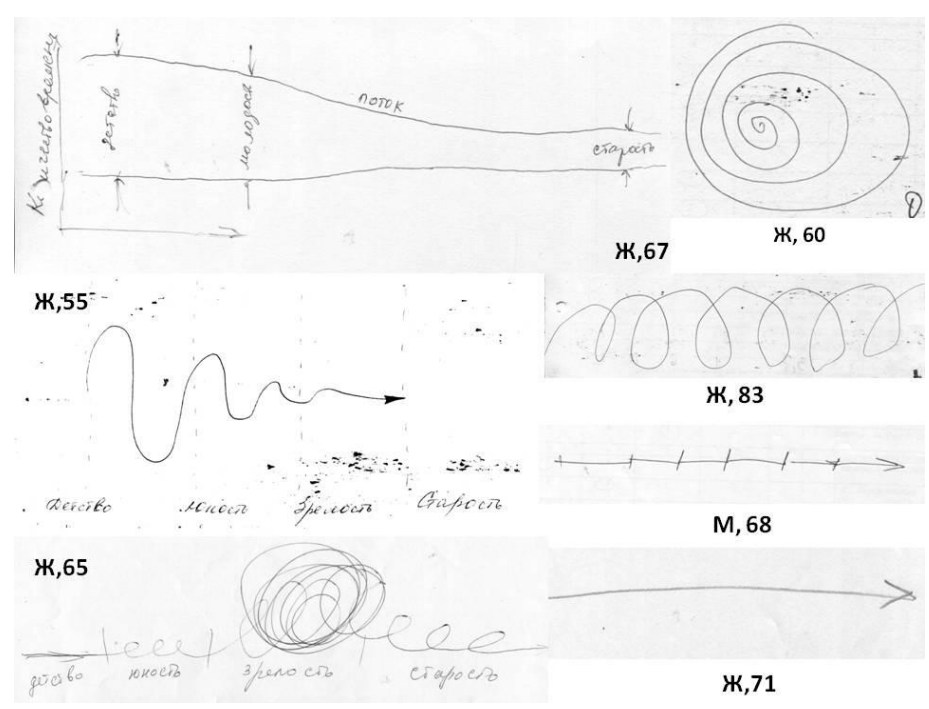 Количество времени
детство
молодость
поток
старость
Ж,67
Ж, 60
Ж,55
Детство Юность Зрелость Старость
Ж, 83
М, 68
Ж,65
детство юность зрелость старость
Ж,71